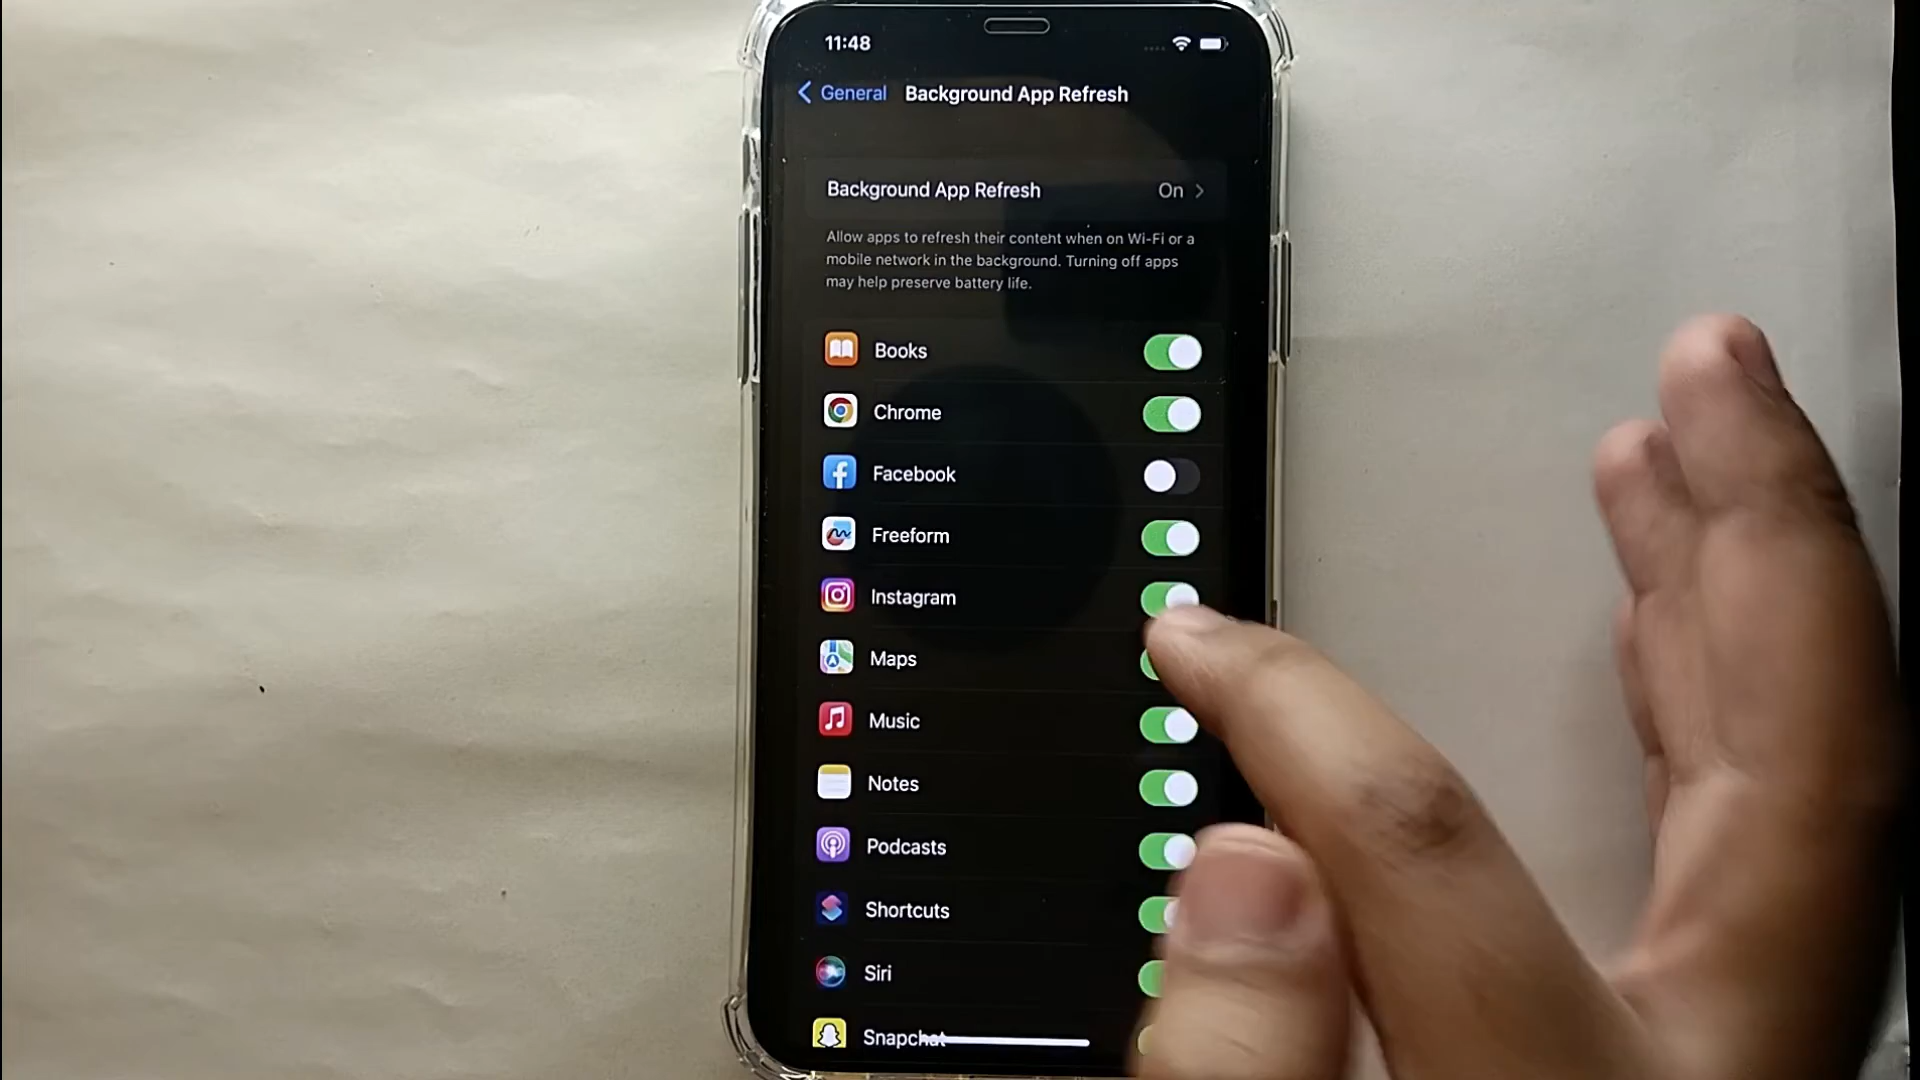 11:48
General Background App Refresh
Background App Refresh On
Allow apps to refresh their content when on Wi-Fi or a
mobile network in the background. Turning off apps
may help preserve battery life.
Books
Chrome
Facebook
Freeform
Instagram
Maps
Music
Notes
Podcasts
Shortcuts
Siri
Snapchat